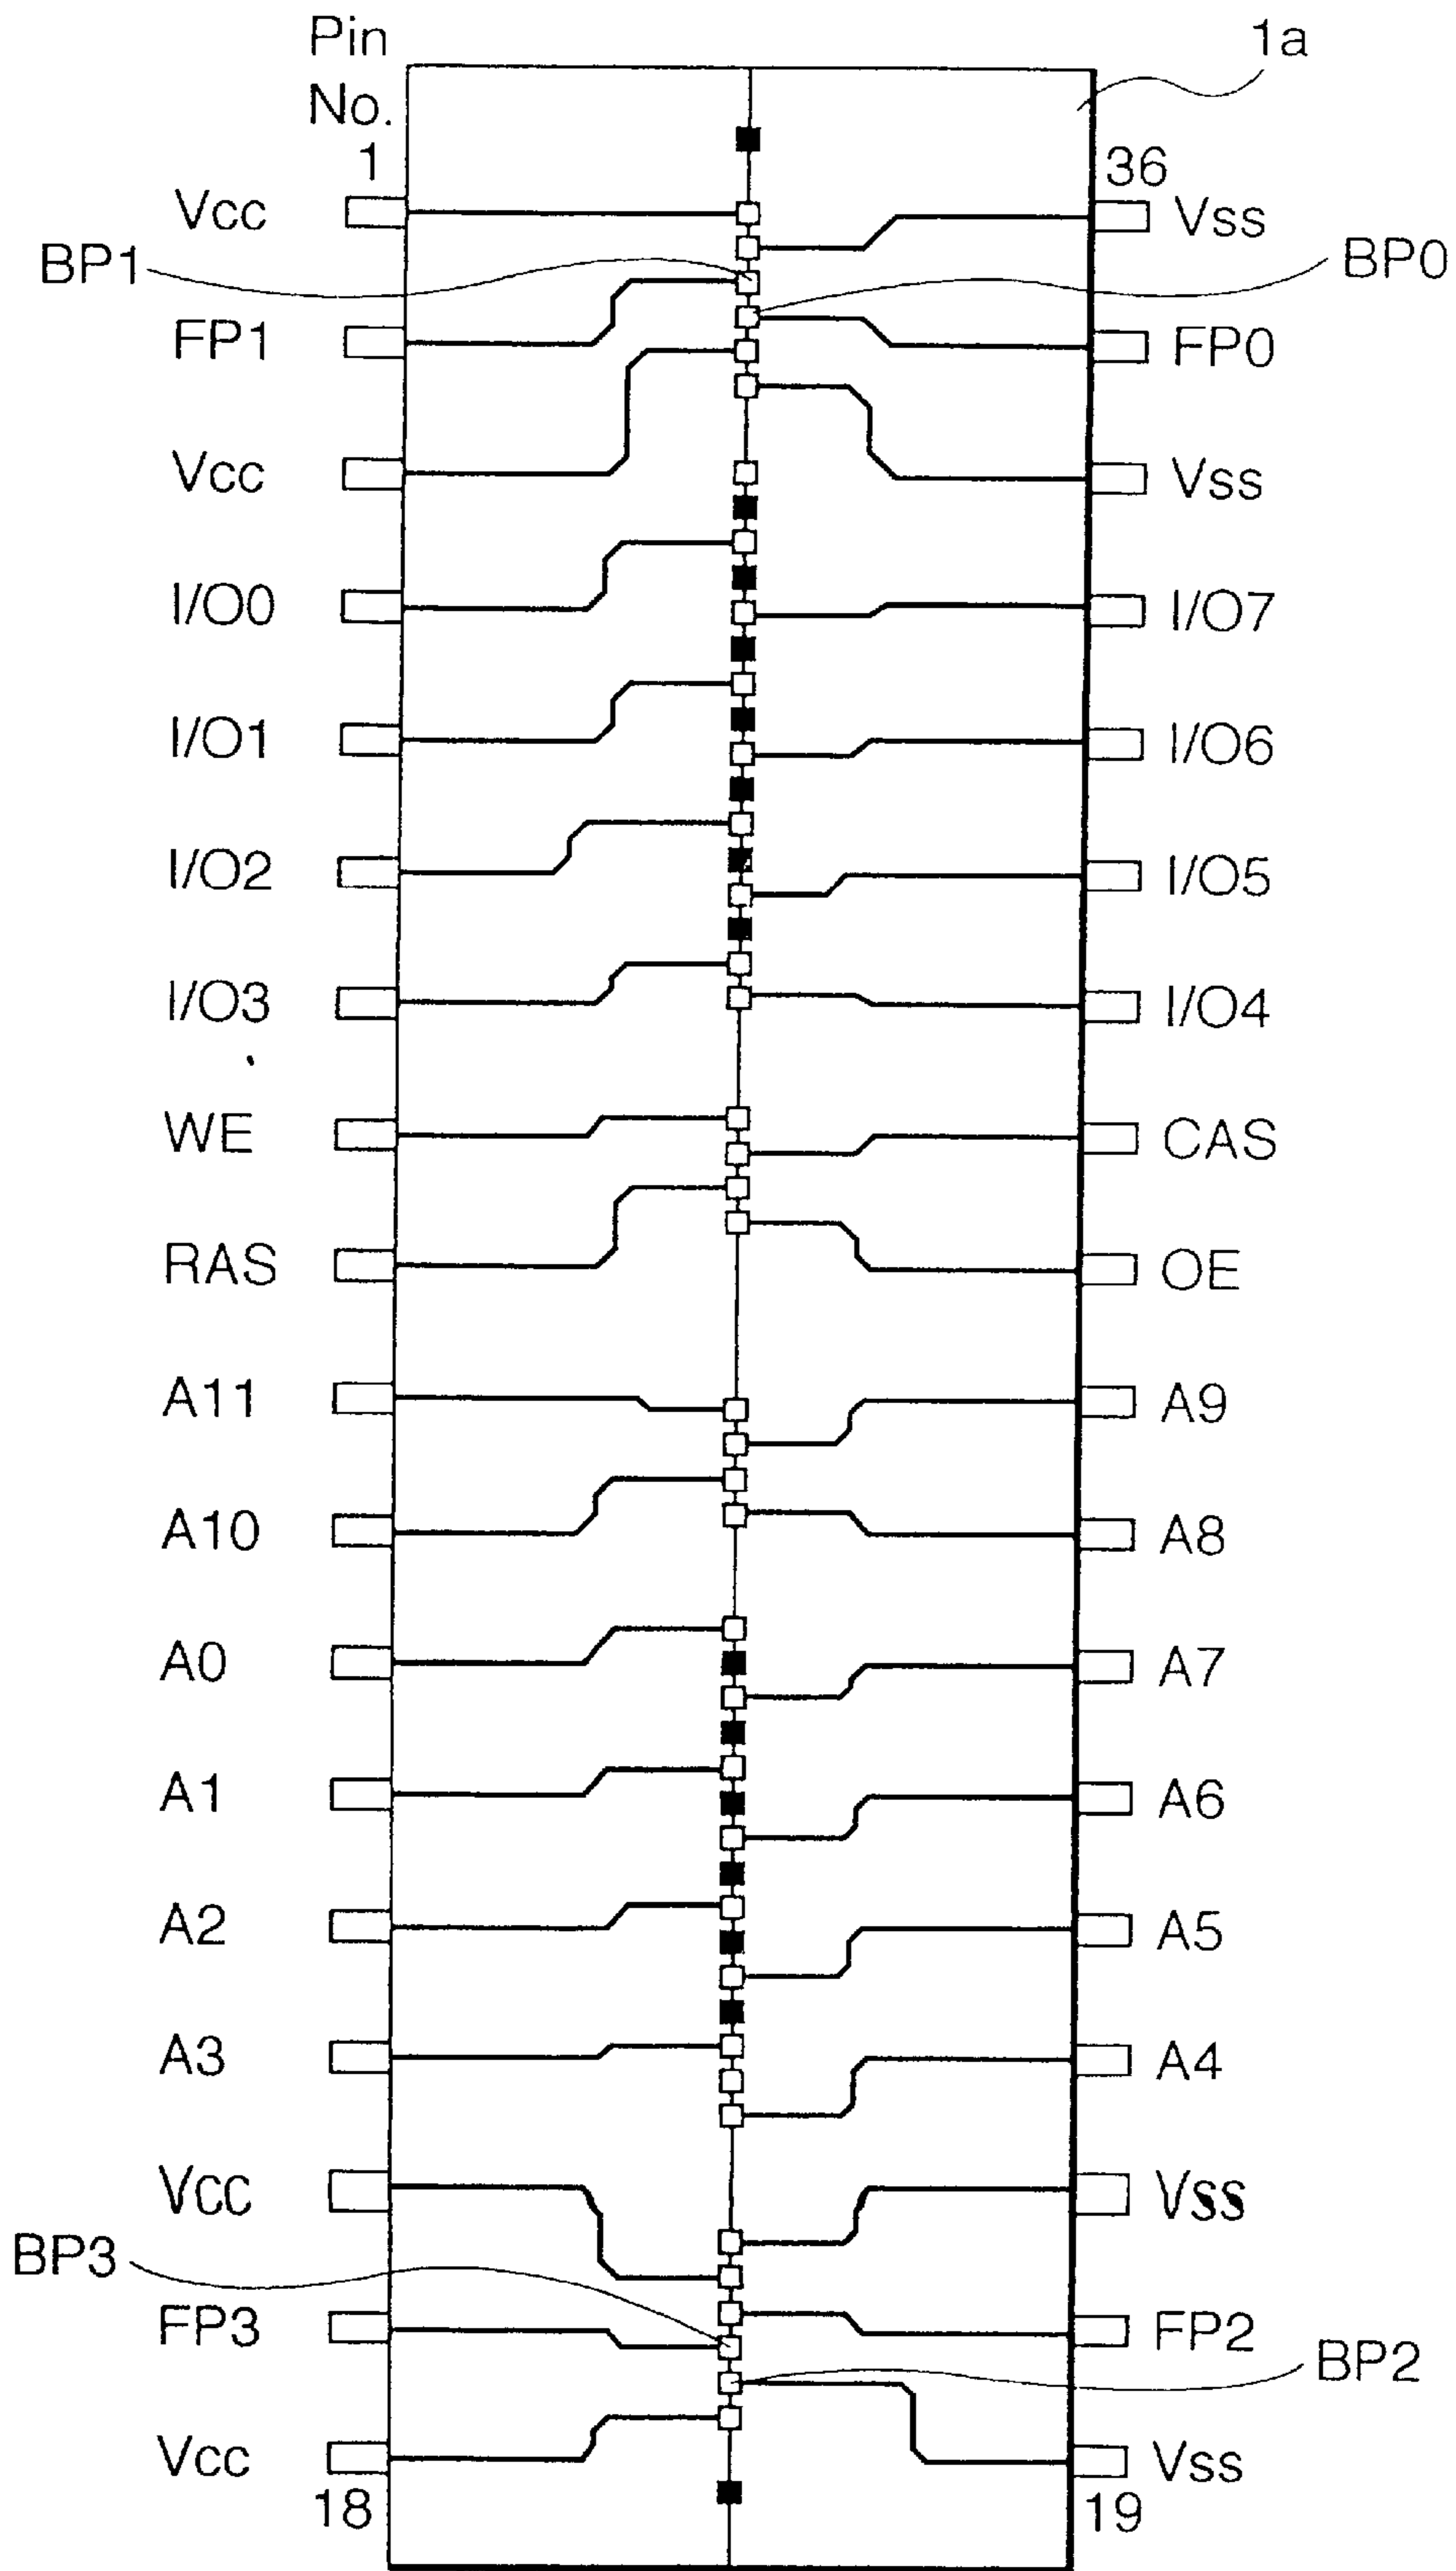 Pin
No.
1a
1
36
Vcc
Vss
BP1
BP0
FP1
FP0
Vcc
Vss
I/O0
I/O7
I/O1
I/O6
I/O2
I/O5
I/O3
I/O4
WE
CAS
RAS
OE
A11
A9
A10
A8
A0
A7
A1
A6
A2
A5
A3
A4
Vcc
Vss
BP3
FP3
FP2
BP2
Vcc
Vss
18
19